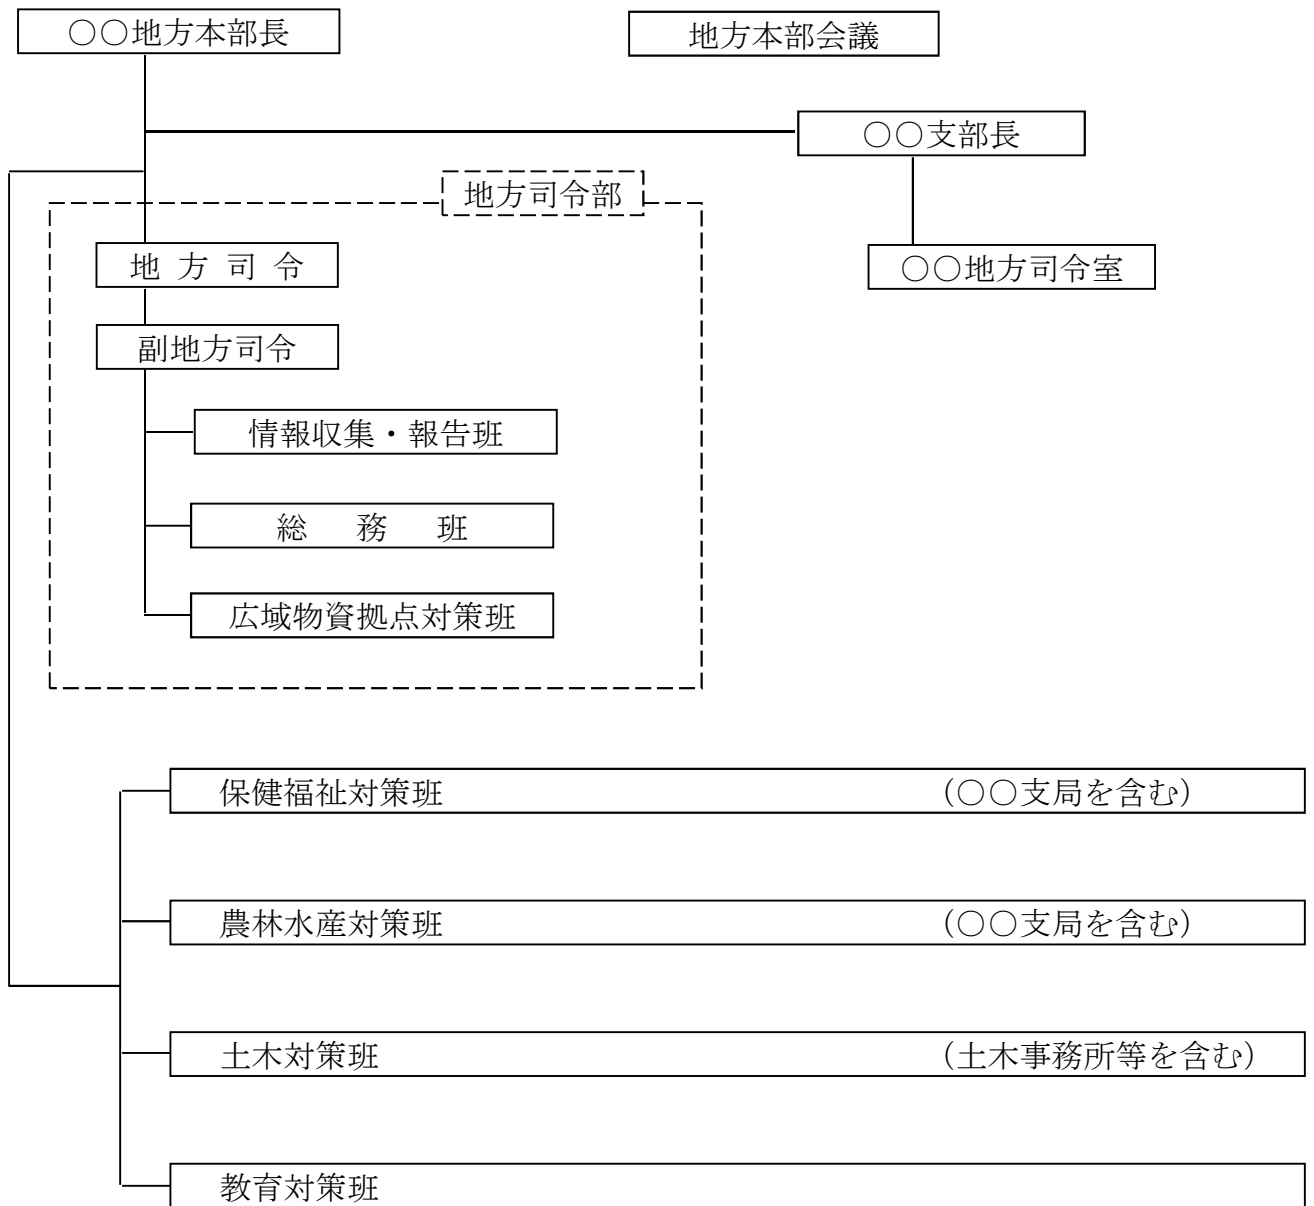 ○○地方本部長
地方本部会議
○○支部長
地方司令部
地方司令
○○地方司令室
副地方司令
情報収集・報告班
総務班
広域物資拠点対策班
保健福祉対策班 (○○支局を含む)
農林水産対策班 (○○支局を含む)
土木対策班 (土木事務所等を含む)
教育対策班